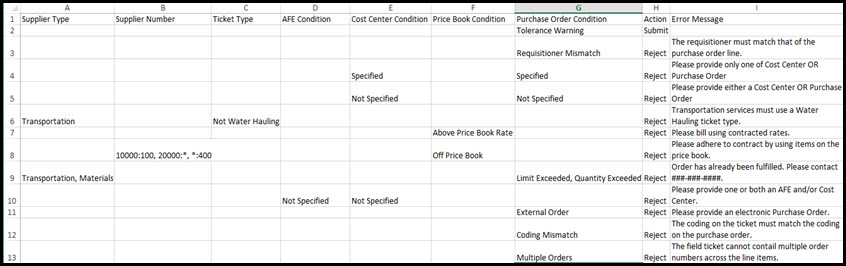 A B C D E F G H I
1 Supplier Type Supplier Number Ticket Type AFE Condition Cost Center Condition Price Book Condition Purchase Order Condition Action Error Message
2 Tolerance Warning Submit
The requisitioner must match that of the
3 Requisitioner Mismatch Reject purchase order line.
Please provide only one of Cost Center OR
4 Specified Specified Reject Purchase Order
Please provide either a Cost Center OR Purchase
5 Not Specified Not Specified Reject Order
Transportation services must use a Water
6 Transportation Not Water Hauling Reject Hauling ticket type.
7 Above Price Book Rate Reject Please bill using contracted rates.
Please adhere to contract by using items on the
8 10000:100, 20000:*, *:400 Off Price Book Reject price book.
Order has already been fulfilled. Please contact
9 Transportation, Materials Limit Exceeded, Quantity Exceeded Reject ###-###-####.
Please provide one or both an AFE and/or Cost
10 Not Specified Not Specified Reject Center.
11 External Order Reject Please provide an electronic Purchase Order.
The coding on the ticket must match the coding
12 Coding Mismatch Reject on the purchase order.
The field ticket cannot contail multiple order
13 Multiple Orders Reject numbers across the line items.